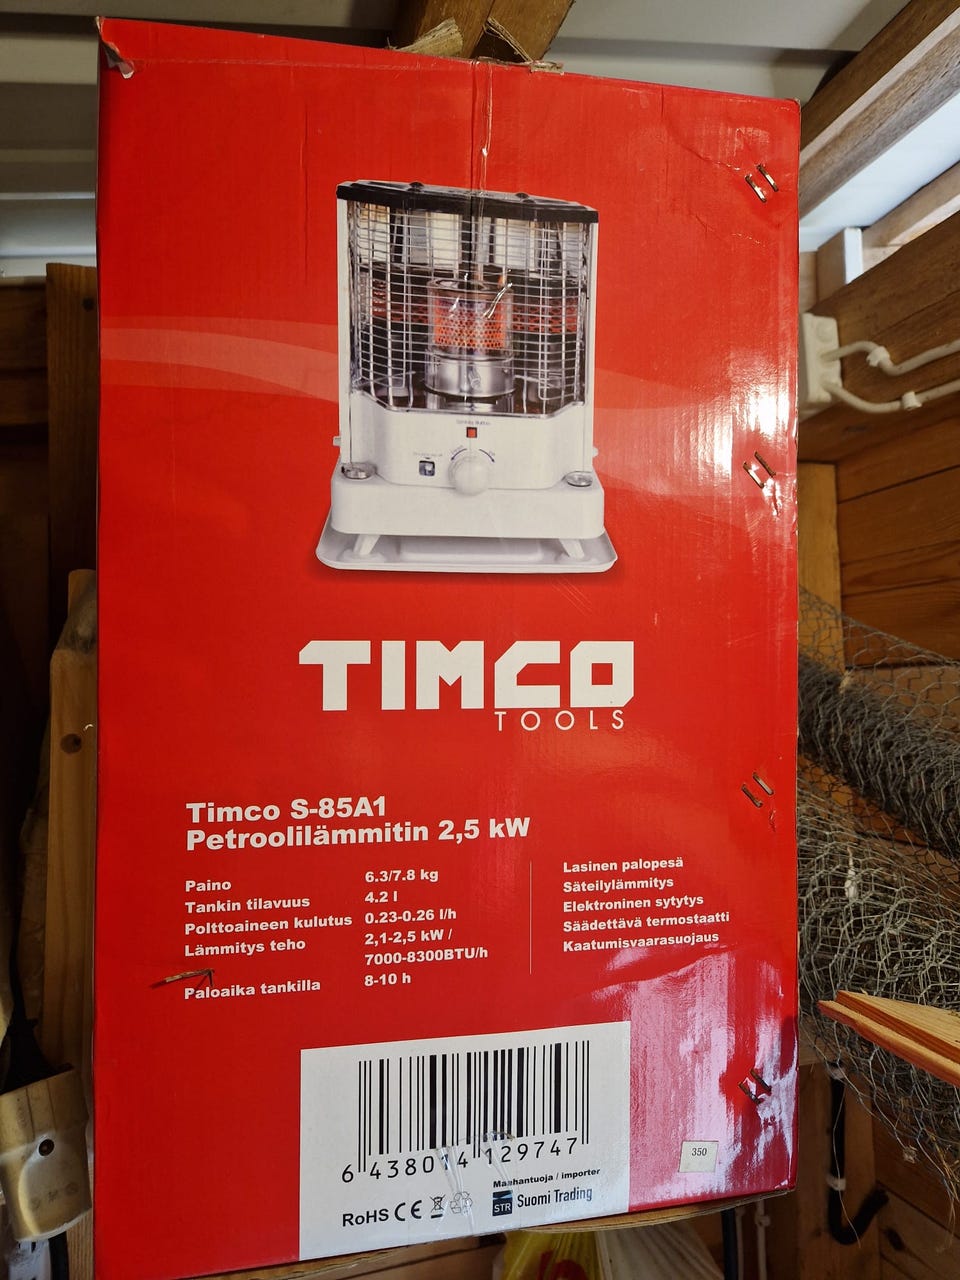 TIMCO
TOOLS
Timco S-85A1
Petroolilämmitin 2,5 kW
Paino 6.3/7.8 kg
Tankin tilavuus 4.2 l
Polttoaineen kulutus 0.23-0.26 l/h
Lämmitys teho 2,1-2,5 kW /
7000-8300BTU/h
Paloaika tankilla 8-10 h
Lasinen palopesä
Säteilylämmitys
Elektroninen sytytys
Säädettävä termostaatti
Kaatumisvaarasuojaus
6 438014 129747
350
Maahantuoja / importer
RoHS CE STR Suomi Trading